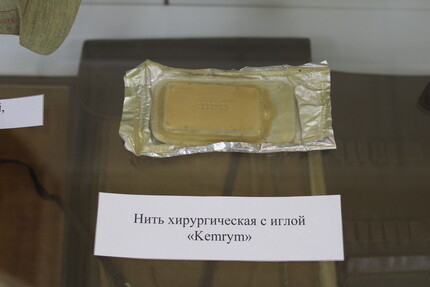 Нить хирургическая с иглой
«Kemrym»